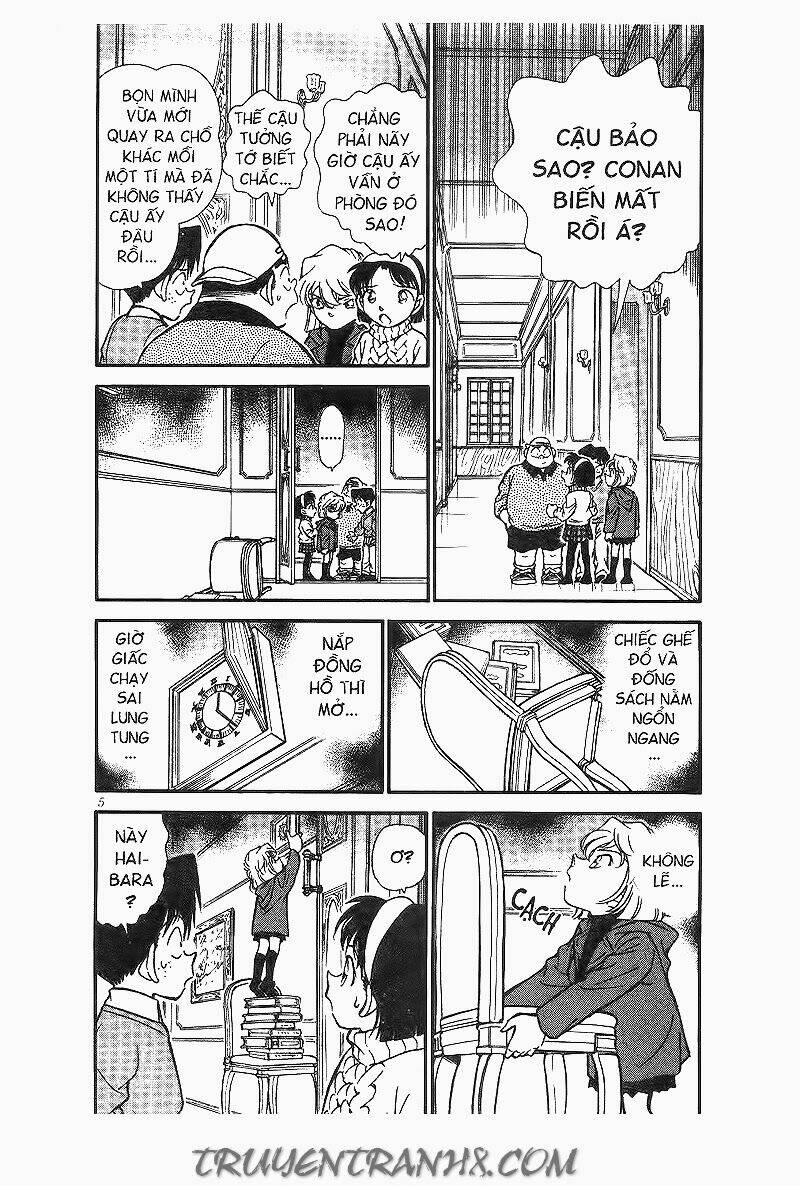 CẬU BẢO
SAO? CONAN
BIẾN MẤT
RỒI Á?
CHẲNG
PHẢI NÃY
GIỜ CẬU ẤY
VẪN Ở
PHÒNG ĐÓ
SAO!
THẾ CẬU
TƯỞNG
TỚ BIẾT
CHẮC...
BỌN MÌNH
VỪA MỚI
QUAY RA CHỖ
KHÁC MỖI
MỘT TÍ MÀ ĐÃ
KHÔNG THẤY
CẬU ẤY
ĐÂU
RỒI...
......
CHIẾC GHẾ
ĐỔ VÀ
ĐỐNG
SÁCH NẰM
NGỔN
NGANG
...
NẮP
ĐỒNG
HỒ THÌ
MỞ...
GIỜ
GIẤC
CHẠY
SAI
LUNG
TUNG
...
5
KHÔNG
LẼ...
CẠCH
Ơ?
NÀY
HAI-
BARA
?
TRUYENTRANH8.COM